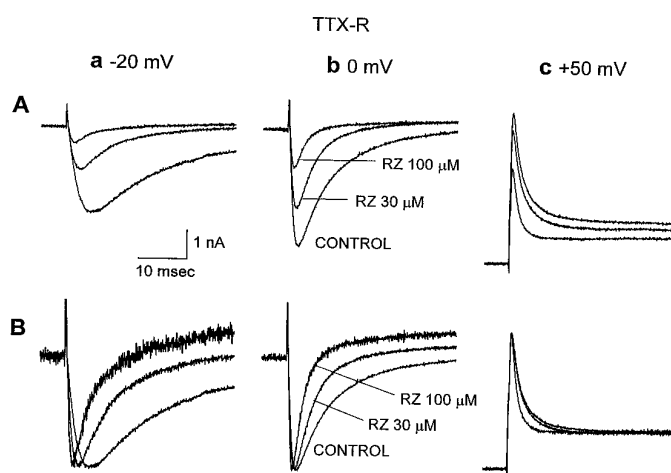 TTX-R
a -20 mV
b 0 mV
c +50 mV
A
RZ 100 µM
RZ 30 µM
CONTROL
1 nA
10 msec
B
RZ 100 µM
RZ 30 µM
CONTROL